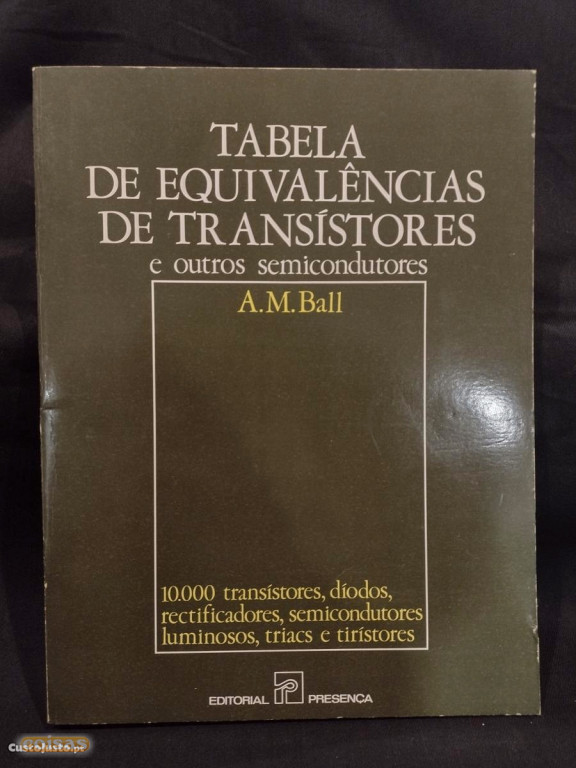 TABELA
DE EQUIVALÊNCIAS
DE TRANSÍSTORES
e outros semicondutores
A.M.Ball
10.000 transístores, díodos,
rectificadores, semicondutores
luminosos, triacs e tirístores
EDITORIAL PRESENÇA
CustoJusto.pt
coisas